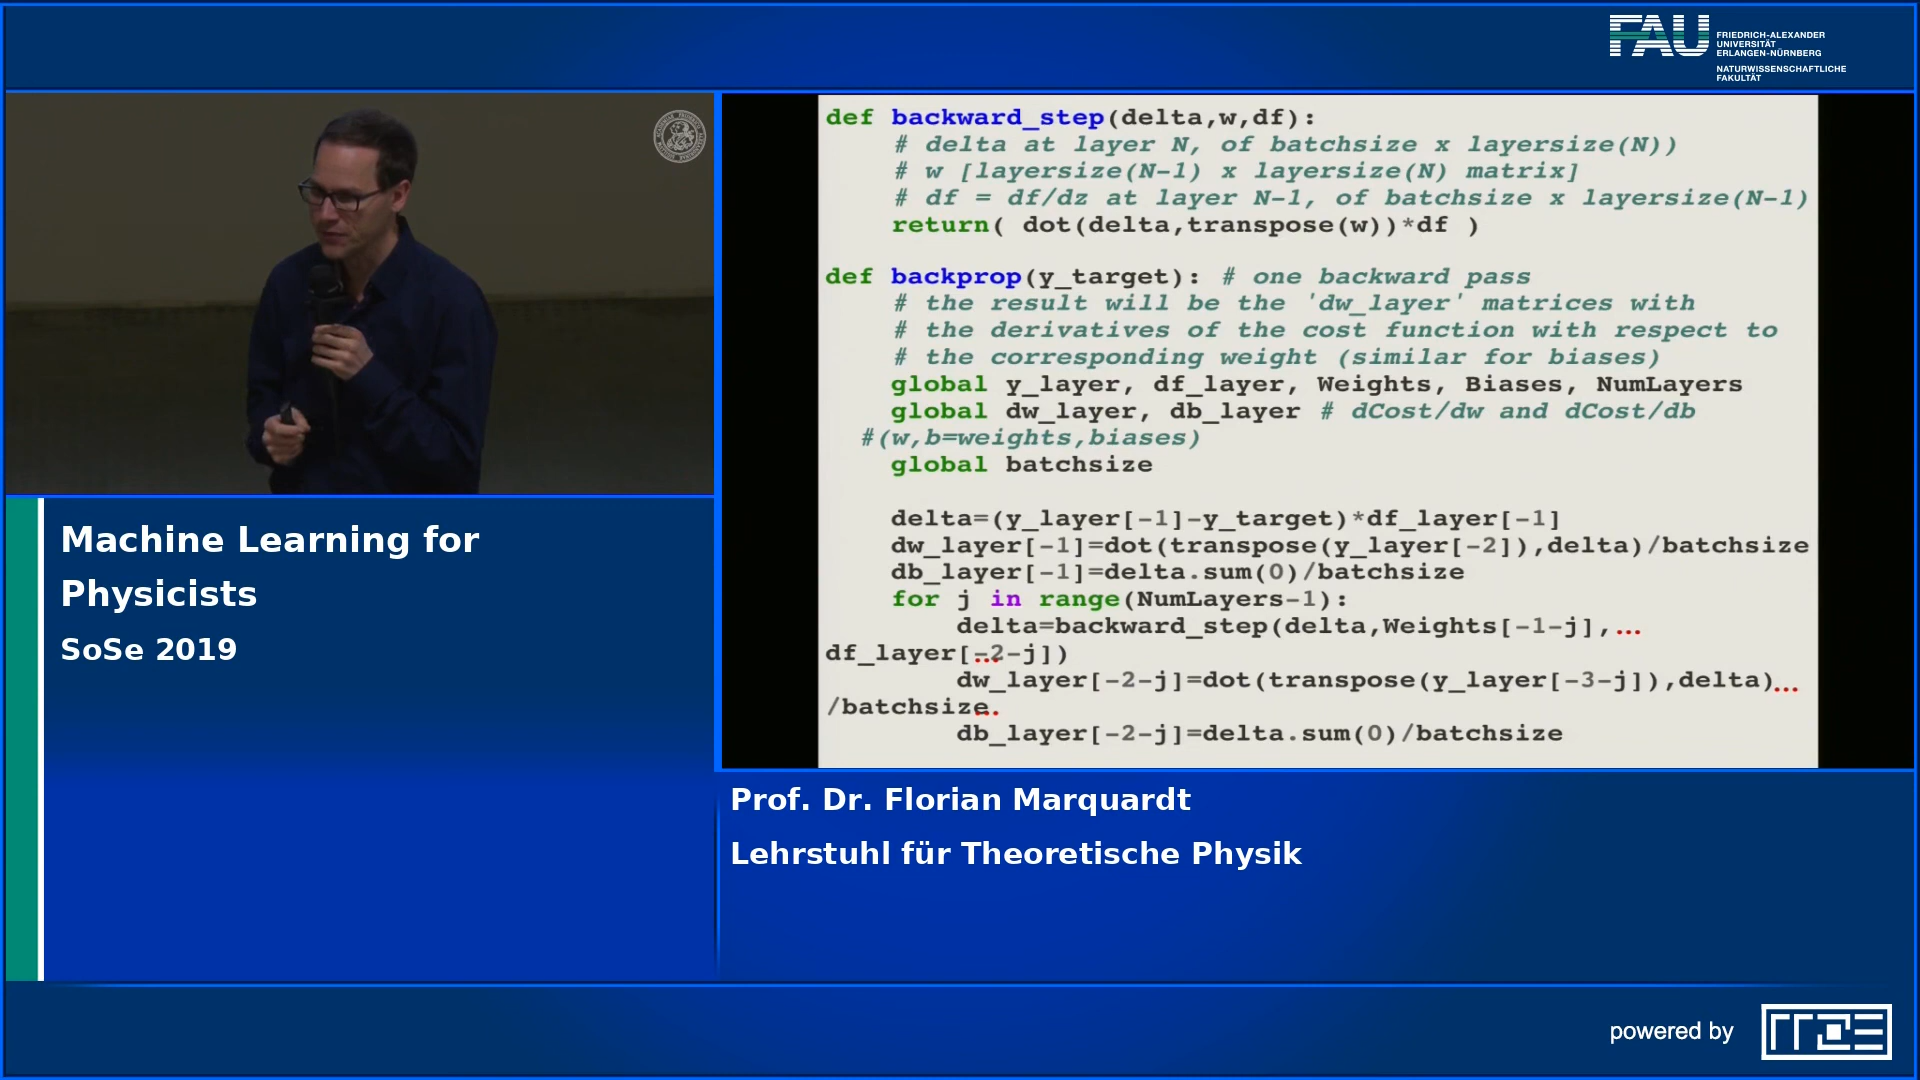 FAU
FRIEDRICH-ALEXANDER
UNIVERSITÄT
ERLANGEN-NÜRNBERG
NATURWISSENSCHAFTLICHE
FAKULTÄT
def backward_step(delta,w,df):
# delta at layer N, of batchsize x layersize(N))
# w [layersize(N-1) x layersize(N) matrix]
# df = df/dz at layer N-1, of batchsize x layersize(N-1)
return( dot(delta,transpose(w))*df )
def backprop(y_target): # one backward pass
# the result will be the 'dw_layer' matrices with
# the derivatives of the cost function with respect to
# the corresponding weight (similar for biases)
global y_layer, df_layer, Weights, Biases, NumLayers
global dw_layer, db_layer # dCost/dw and dCost/db
#(w,b=weights,biases)
global batchsize
delta=(y_layer[-1]-y_target)*df_layer[-1]
dw_layer[-1]=dot(transpose(y_layer[-2]),delta)/batchsize
db_layer[-1]=delta.sum(0)/batchsize
for j in range(NumLayers-1):
delta=backward_step(delta,Weights[-1-j],...
df_layer[-2-j])
dw_layer[-2-j]=dot(transpose(y_layer[-3-j]),delta)...
/batchsize...
db_layer[-2-j]=delta.sum(0)/batchsize
Machine Learning for
Physicists
SoSe 2019
Prof. Dr. Florian Marquardt
Lehrstuhl für Theoretische Physik
powered by